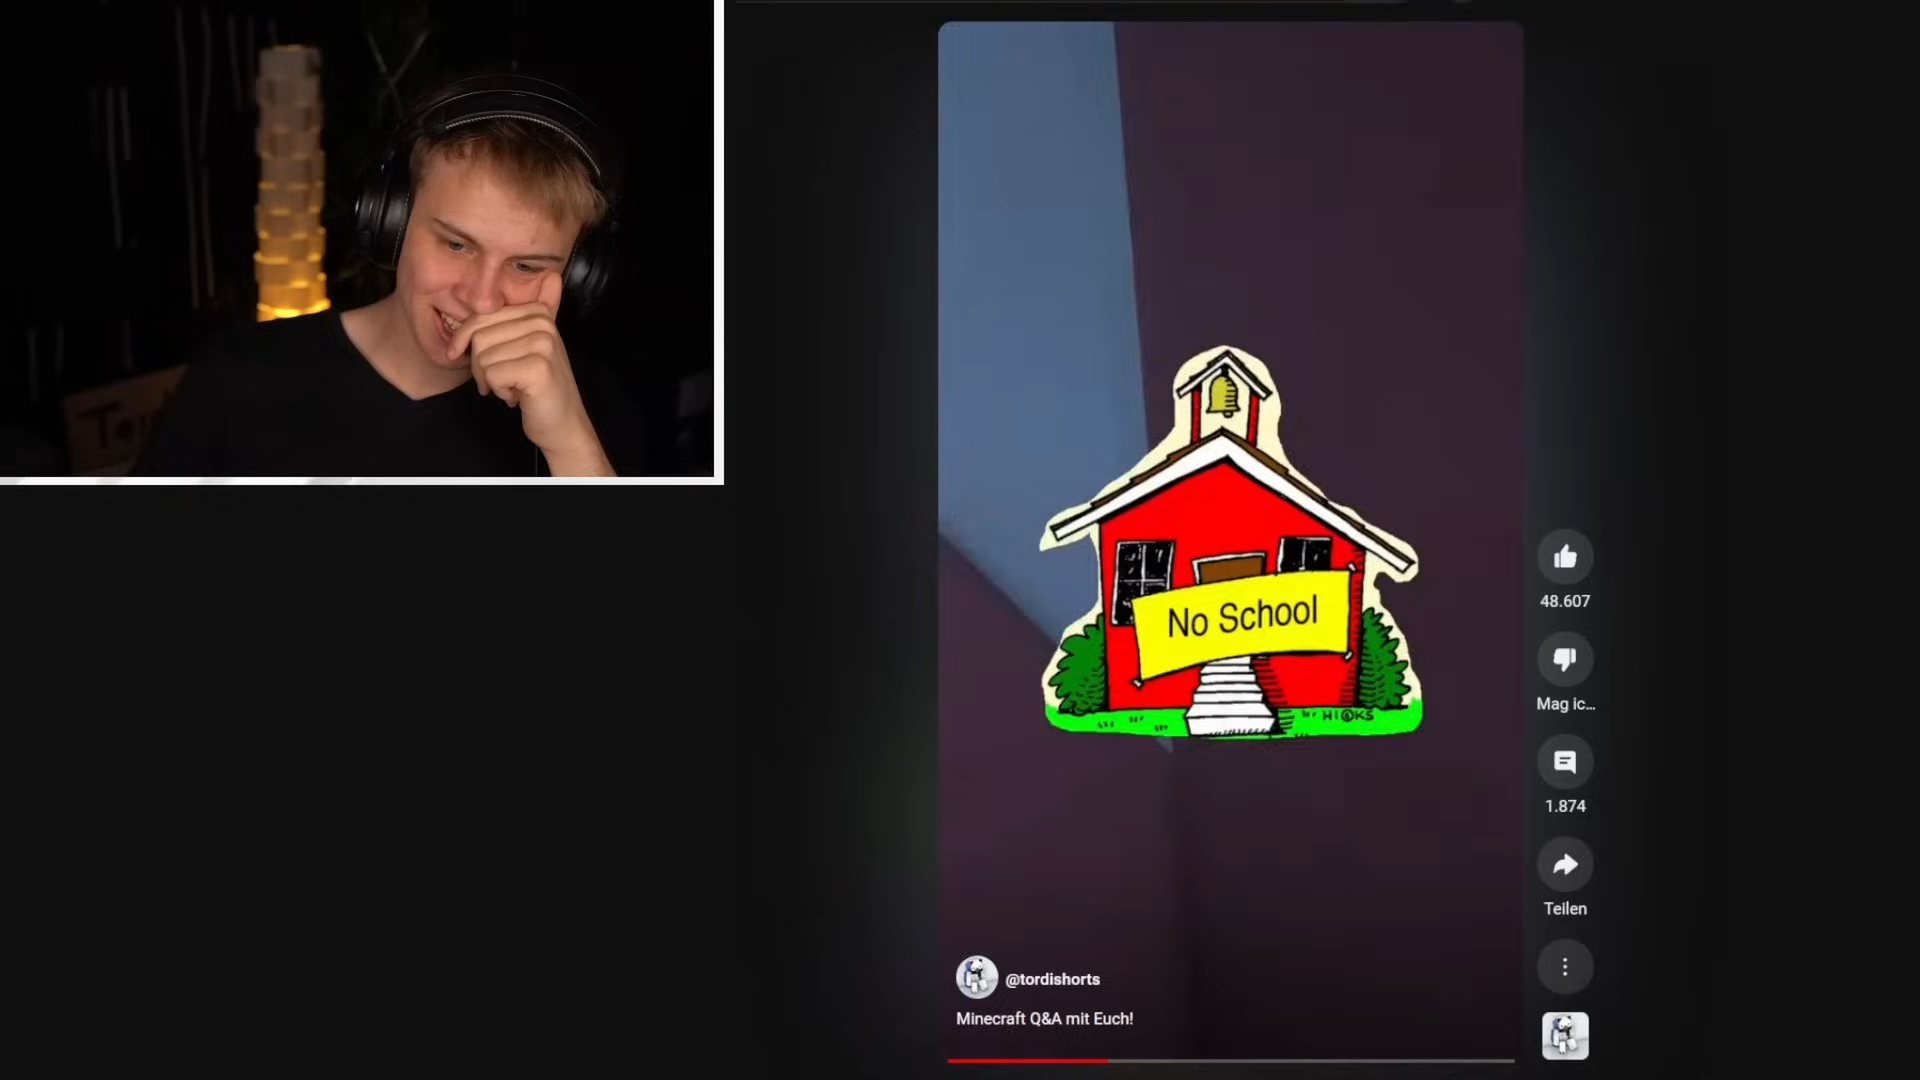 No School
HICKS
48.607
Mag ic...
1.874
Teilen
@tordishorts
Minecraft Q&A mit Euch!